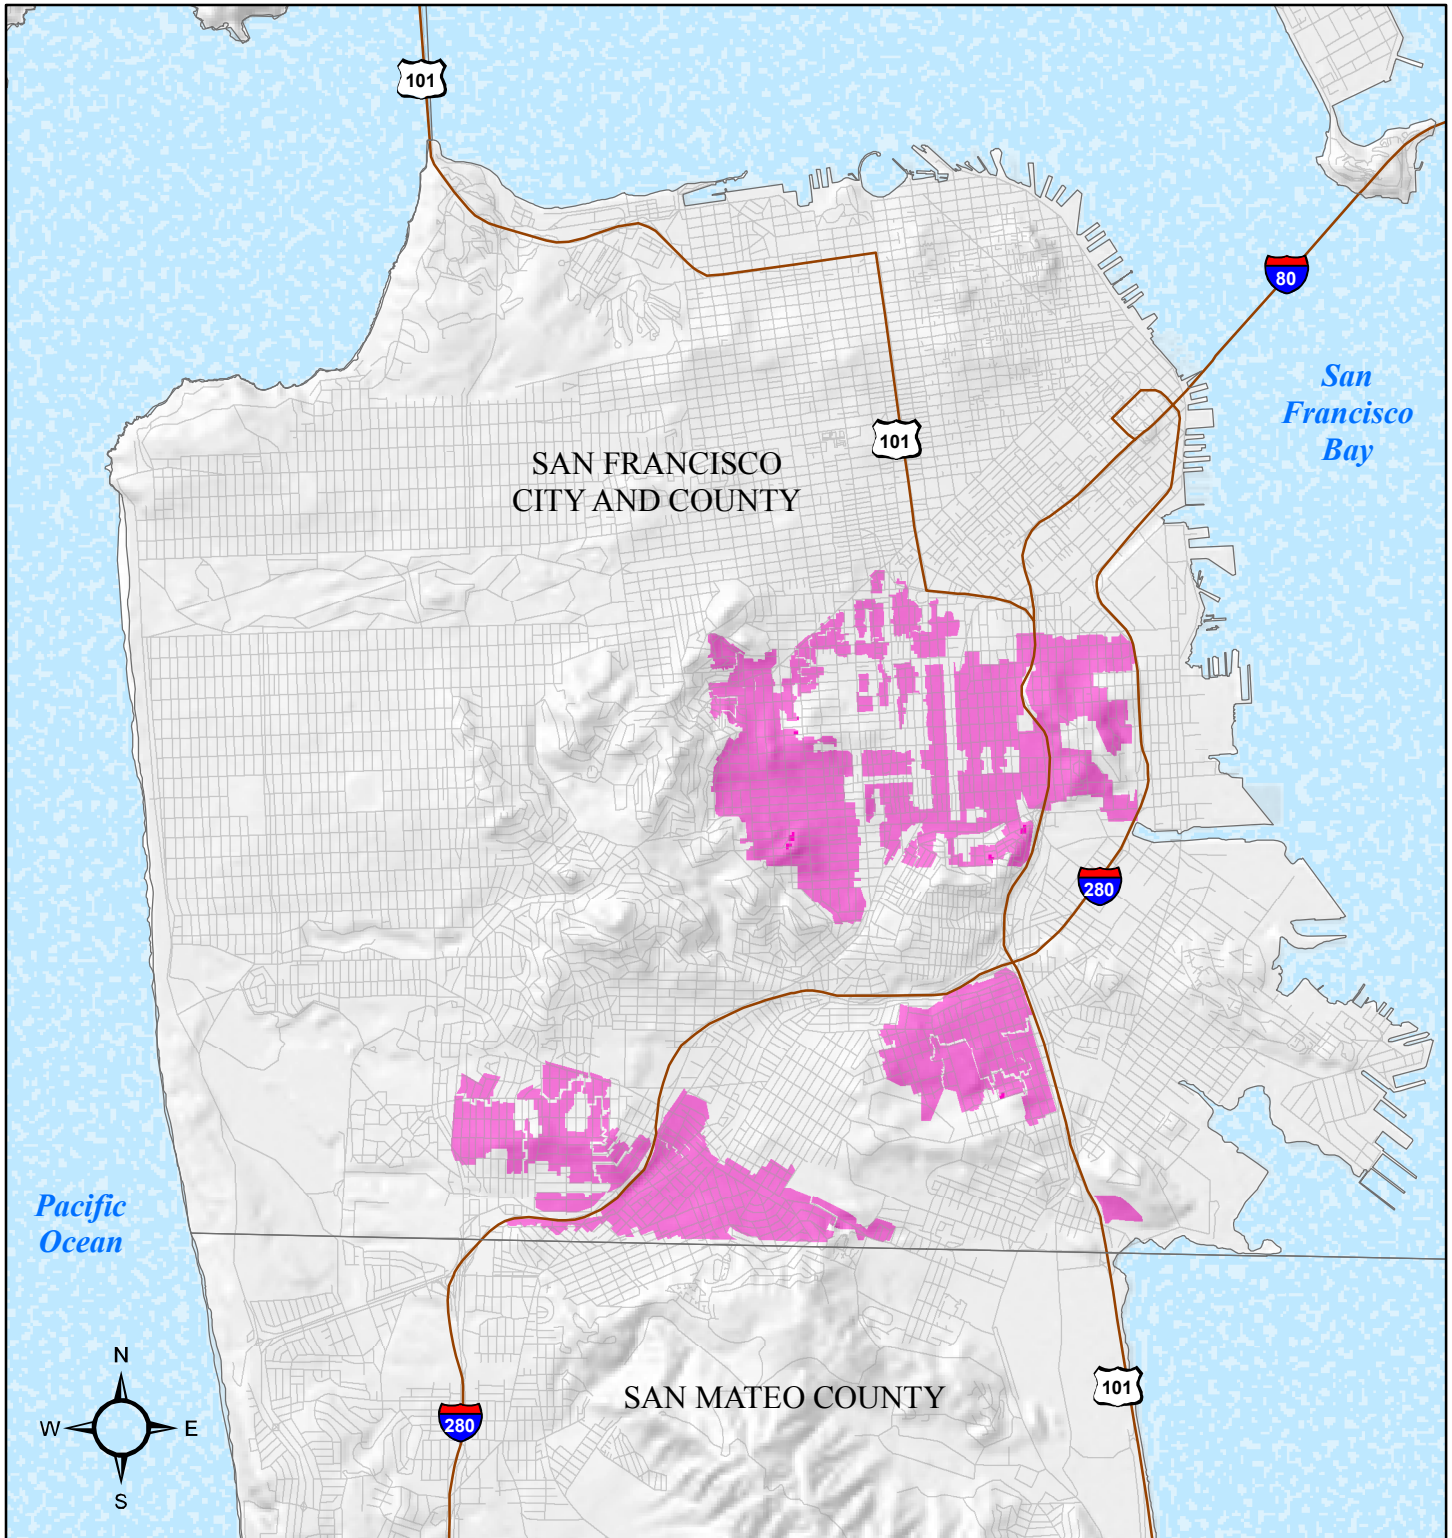 101
80
San
Francisco
Bay
101
SAN FRANCISCO
CITY AND COUNTY
280
Pacific
Ocean
N
W
E
S
SAN MATEO COUNTY
101
280